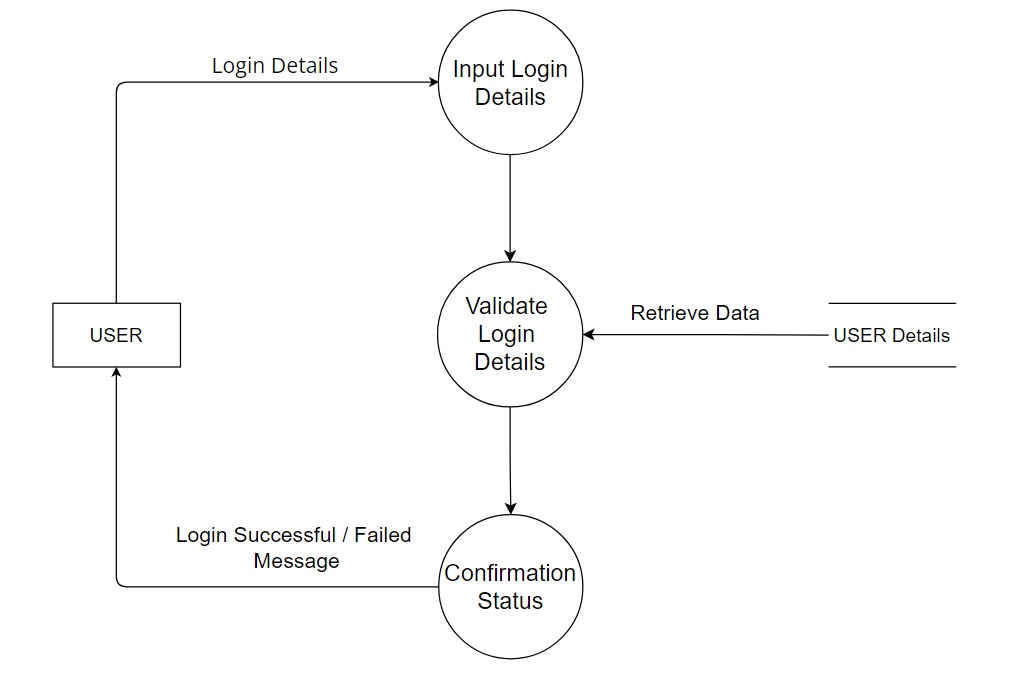 Login Details
Input Login
Details
Validate
Login
Details
Retrieve Data
USER Details
USER
Login Successful / Failed
Message
Confirmation
Status